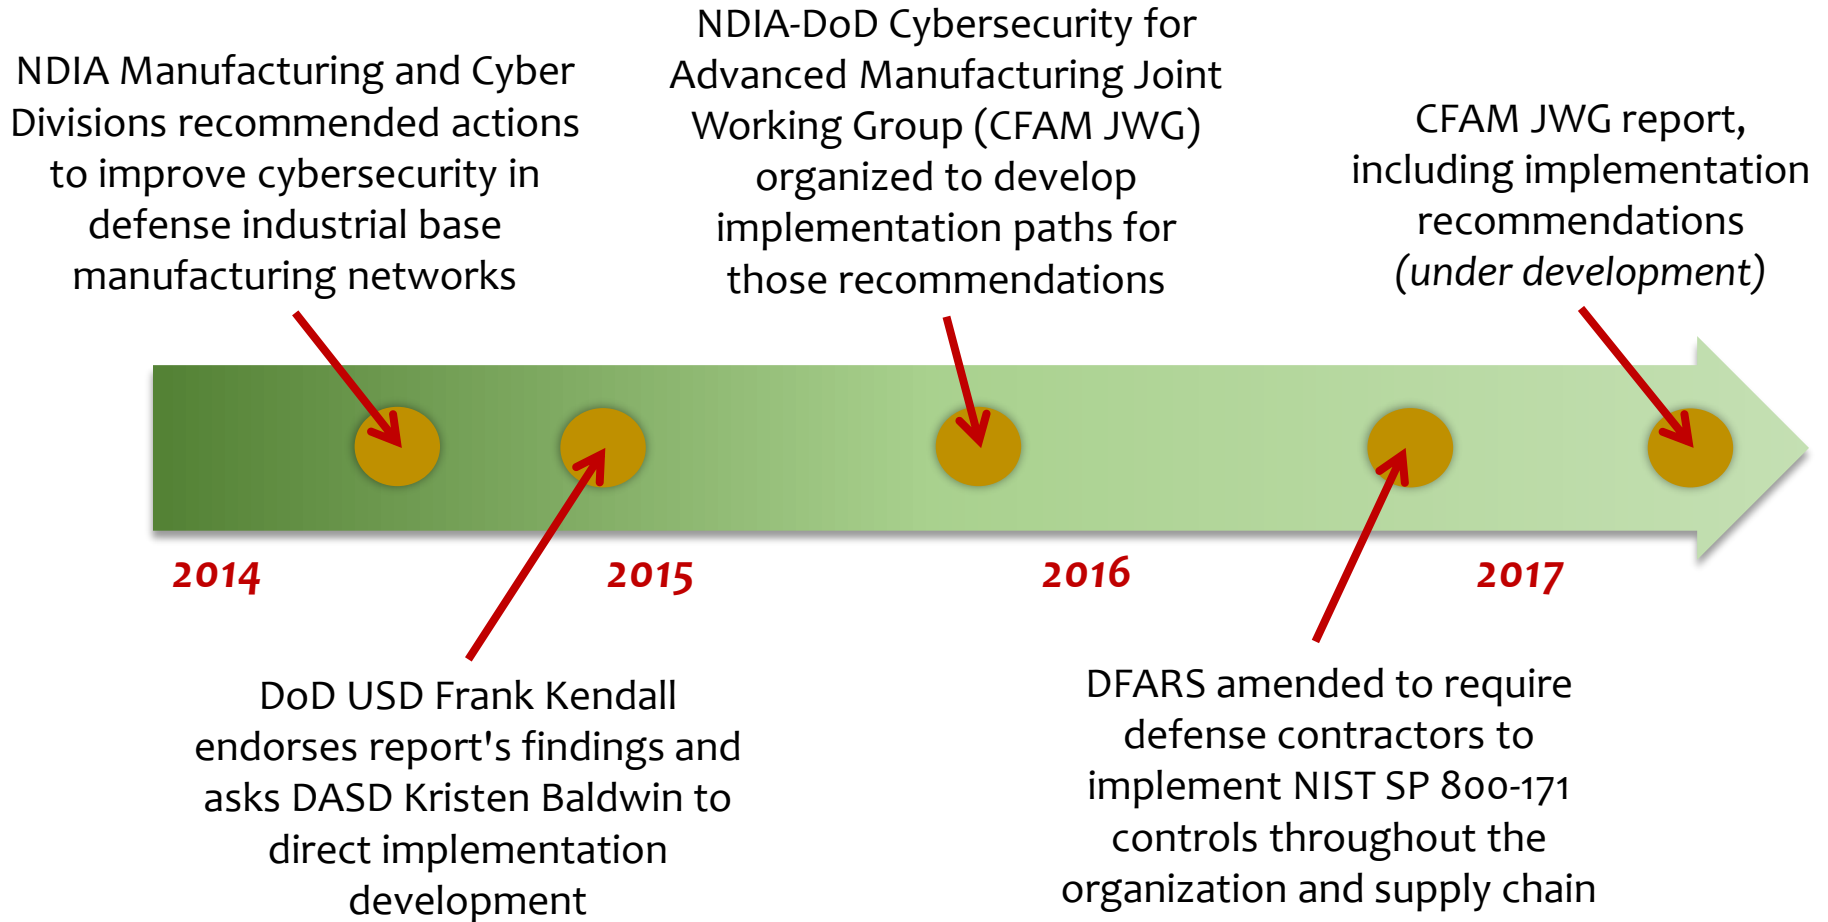 NDIA Manufacturing and Cyber
Divisions recommended actions
to improve cybersecurity in
defense industrial base
manufacturing networks
NDIA-DoD Cybersecurity for
Advanced Manufacturing Joint
Working Group (CFAM JWG)
organized to develop
implementation paths for
those recommendations
CFAM JWG report,
including implementation
recommendations
(under development)
2014
2015
2016
2017
DoD USD Frank Kendall
endorses report's findings and
asks DASD Kristen Baldwin to
direct implementation
development
DFARS amended to require
defense contractors to
implement NIST SP 800-171
controls throughout the
organization and supply chain